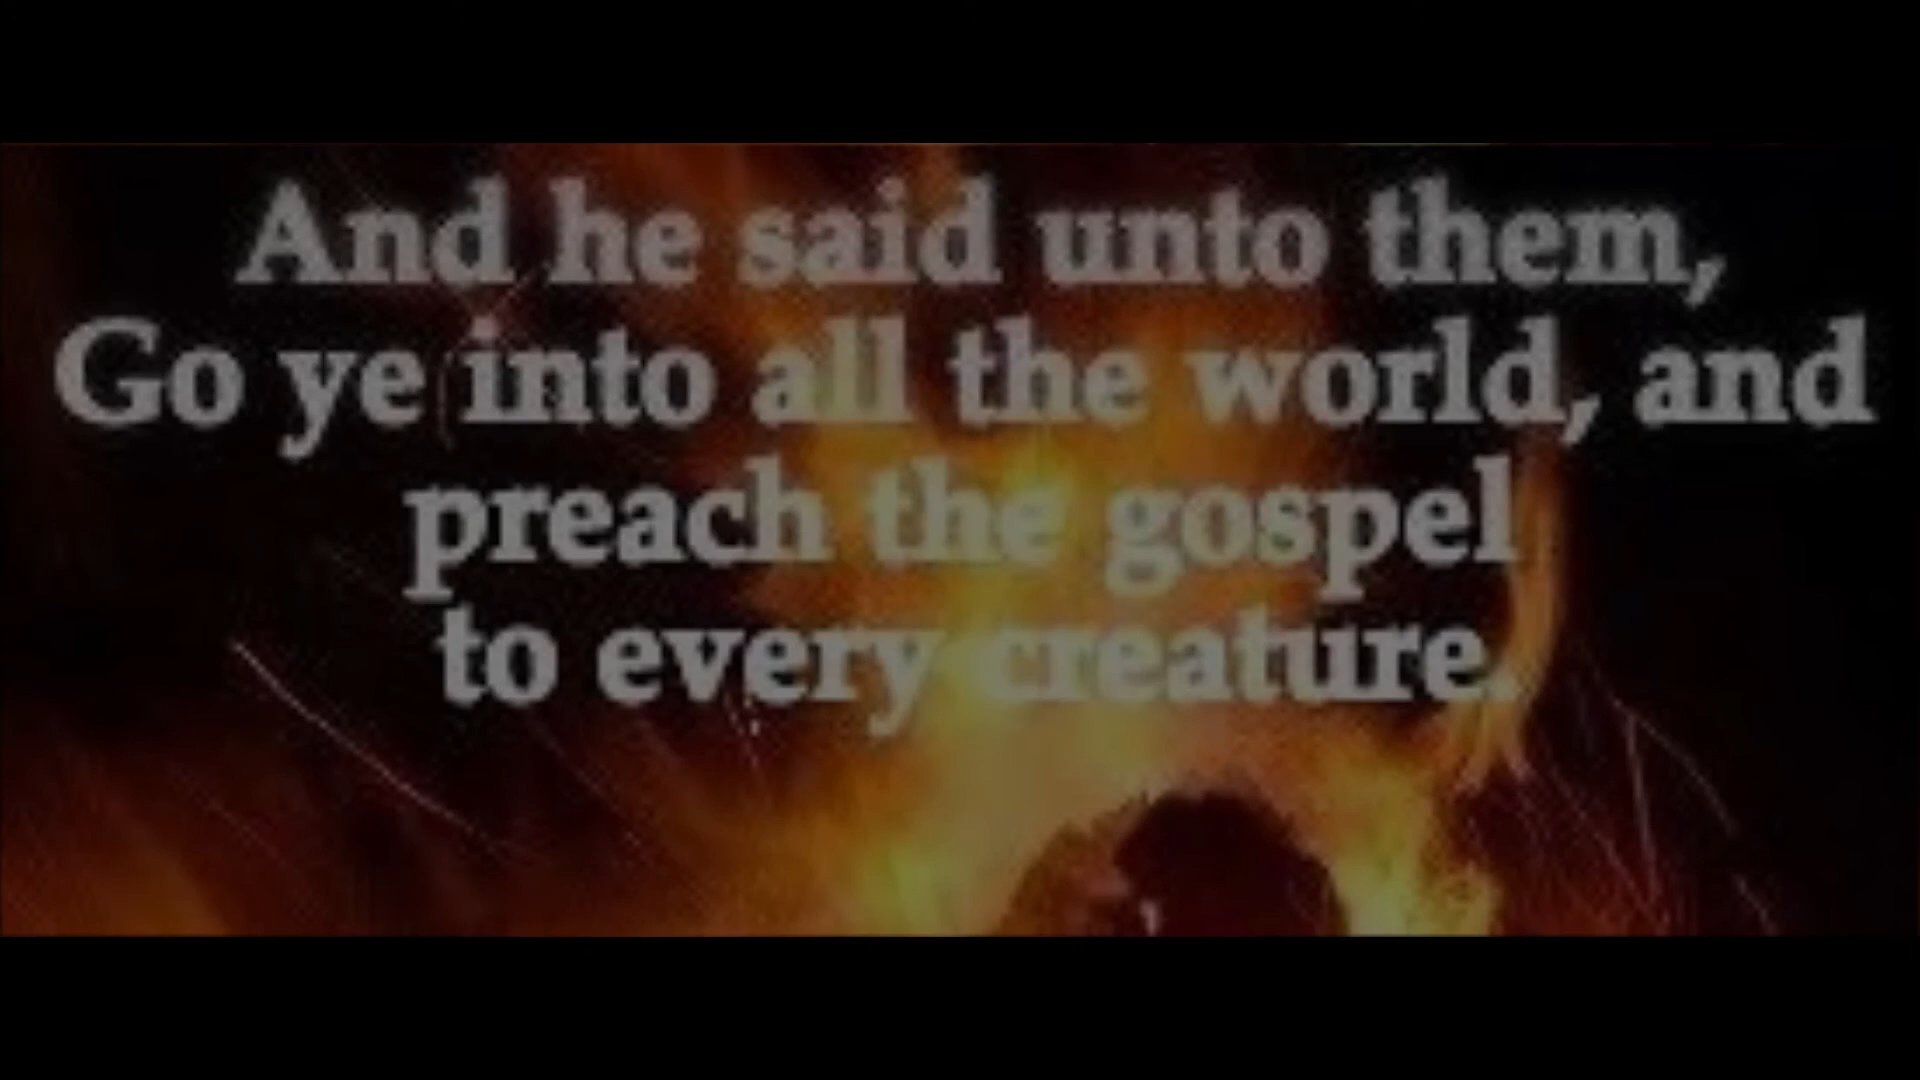 And he said unto them,
Go ye into all the world, and
preach the gospel
to every creature.